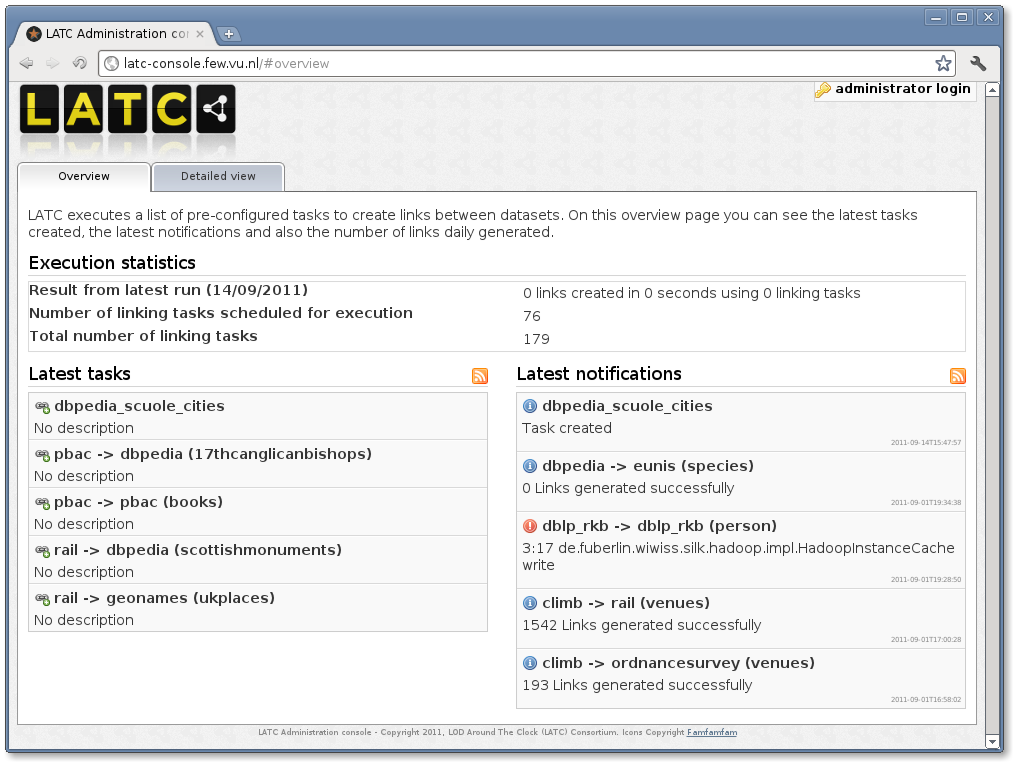 LATC Administration co
latc-console.few.vu.nl/#overview
LATC
administrator login
Overview
Detailed view
LATC executes a list of pre-configured tasks to create links between datasets. On this overview page you can see the latest tasks
created, the latest notifications and also the number of links daily generated.
Execution statistics
Result from latest run (14/09/2011)
0 links created in 0 seconds using 0 linking tasks
Number of linking tasks scheduled for execution
76
Total number of linking tasks
179
Latest tasks
dbpedia_scuole_cities
No description
pbac -> dbpedia (17thcanglicanbishops)
No description
pbac -> pbac (books)
No description
rail -> dbpedia (scottishmonuments)
No description
rail -> geonames (ukplaces)
No description
Latest notifications
dbpedia_scuole_cities
Task created
2011-09-14T15:47:57
dbpedia -> eunis (species)
0 Links generated successfully
2011-09-01T19:34:38
dblp_rkb -> dblp_rkb (person)
3:17 de.fuberlin.wiwiss.silk.hadoop.impl.HadoopInstanceCache
write
2011-09-01T19:28:50
climb -> rail (venues)
1542 Links generated successfully
2011-09-01T17:00:28
climb -> ordnancesurvey (venues)
193 Links generated successfully
2011-09-01T16:58:02
LATC Administration console - Copyright 2011, LOD Around The Clock (LATC) Consortium. Icons Copyright Famfamfam